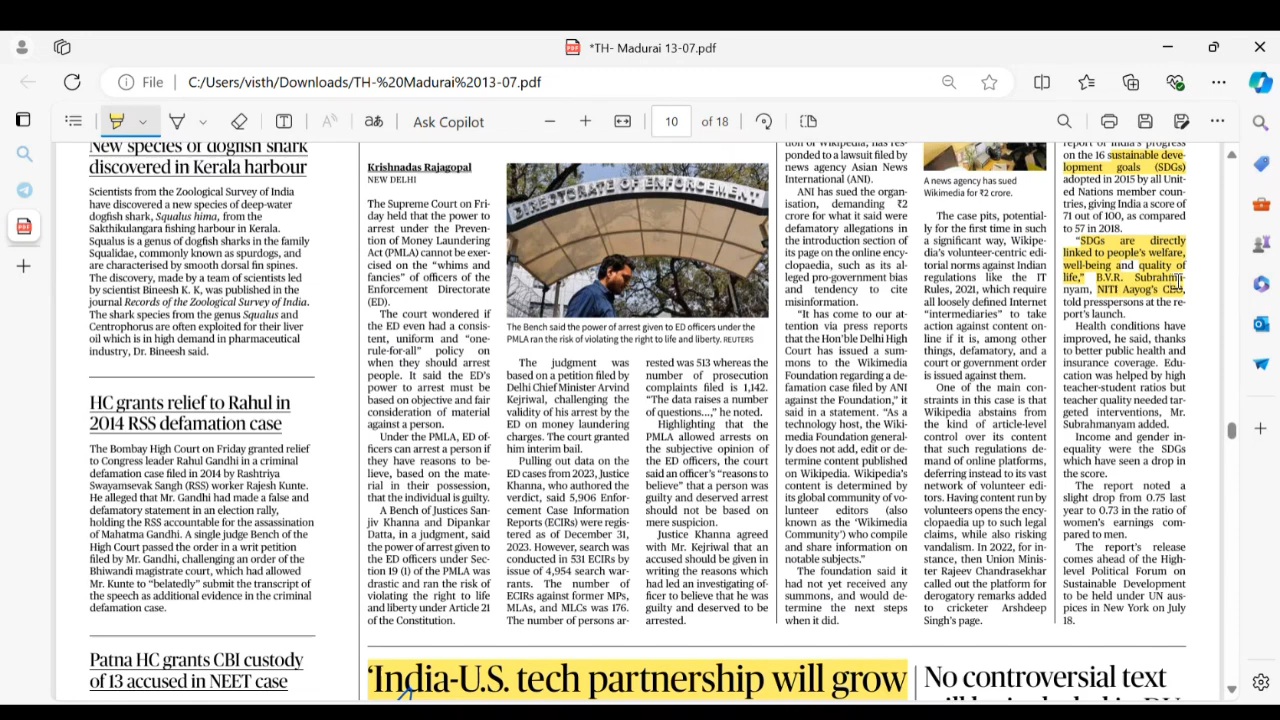 *TH- Madurai 13-07.pdf
File
C:/Users/visth/Downloads/TH-%20Madurai%2013-07.pdf
Ask Copilot
10
of 18
New species of dogfish shark
discovered in Kerala harbour
Scientists from the Zoological Survey of India
have discovered a new species of deep-water
dogfish shark, Squalus hima, from the
Sakthikulangara fishing harbour in Kerala.
Squalus is a genus of dogfish sharks in the family
Squalidae, commonly known as spurdogs, and
are characterised by smooth dorsal fin spines.
The discovery, made by a team of scientists led
by scientist Bineesh K. K, was published in the
journal Records of the Zoological Survey of India.
The shark species from the genus Squalus and
Centrophorus are often exploited for their liver
oil which is in high demand in pharmaceutical
industry, Dr. Bineesh said.
HC grants relief to Rahul in
2014 RSS defamation case
The Bombay High Court on Friday granted relief
to Congress leader Rahul Gandhi in a criminal
defamation case filed in 2014 by Rashtriya
Swayamsevak Sangh (RSS) worker Rajesh Kunte.
He alleged that Mr. Gandhi had made a false and
defamatory statement in an election rally,
holding the RSS accountable for the assassination
of Mahatma Gandhi. A single judge Bench of the
High Court passed the order in a writ petition
filed by Mr. Gandhi, challenging an order of the
Bhiwandi magistrate court, which had allowed
Mr. Kunte to “belatedly” submit the transcript of
the speech as additional evidence in the criminal
defamation case.
Patna HC grants CBI custody
of 13 accused in NEET case
Krishnadas Rajagopal
NEW DELHI
The Supreme Court on Fri-
day held that the power to
arrest under the Preven-
tion of Money Laundering
Act (PMLA) cannot be exer-
cised on the “whims and
fancies” of officers of the
Enforcement Directorate
(ED).
The court wondered if
the ED even had a consis-
tent, uniform and “one-
rule-for-all” policy on
when they should arrest
people. It said the ED’s
power to arrest must be
based on objective and fair
consideration of material
against a person.
Under the PMLA, ED of-
ficers can arrest a person if
they have reasons to be-
lieve, based on the mate-
rial in their possession,
that the individual is guilty.
A Bench of Justices San-
jiv Khanna and Dipankar
Datta, in a judgment, said
the power of arrest given to
the ED officers under Sec-
tion 19 (1) of the PMLA was
drastic and ran the risk of
violating the right to life
and liberty under Article 21
of the Constitution.
DIRECTORATE OF ENFORCEMENT
The Bench said the power of arrest given to ED officers under the
PMLA ran the risk of violating the right to life and liberty. REUTERS
The judgment was
based on a petition filed by
Delhi Chief Minister Arvind
Kejriwal, challenging the
validity of his arrest by the
ED on money laundering
charges. The court granted
him interim bail.
Pulling out data on the
ED cases from 2023, Justice
Khanna, who authored the
verdict, said 5,906 Enfor-
cement Case Information
Reports (ECIRs) were regis-
tered as of December 31,
2023. However, search was
conducted in 531 ECIRs by
issue of 4,954 search war-
rants. The number of
ECIRs against former MPs,
MLAs, and MLCs was 176.
The number of persons ar-
rested was 513 whereas the
number of prosecution
complaints filed is 1,142.
“The data raises a number
of questions...,” he noted.
Highlighting that the
PMLA allowed arrests on
the subjective opinion of
the ED officers, the court
said an officer’s “reasons to
believe” that a person was
guilty and deserved arrest
should not be based on
mere suspicion.
Justice Khanna agreed
with Mr. Kejriwal that an
accused should be given in
writing the reasons which
had led an investigating of-
ficer to believe that he was
guilty and deserved to be
arrested.
tion of Wikipedia, has res-
ponded to a lawsuit filed by
news agency Asian News
International (ANI).
ANI has sued the organ-
isation, demanding ₹2
crore for what it said were
defamatory allegations in
the introduction section of
its page on the online ency-
clopaedia, such as its al-
leged pro-government bias
and tendency to cite
misinformation.
“It has come to our at-
tention via press reports
that the Hon’ble Delhi High
Court has issued a sum-
mons to the Wikimedia
Foundation regarding a de-
famation case filed by ANI
against the Foundation,” it
said in a statement. “As a
technology host, the Wiki-
media Foundation general-
ly does not add, edit or de-
termine content published
on Wikipedia. Wikipedia’s
content is determined by
its global community of vo-
lunteer editors (also
known as the ‘Wikimedia
Community’) who compile
and share information on
notable subjects.”
The foundation said it
had not yet received any
summons, and would de-
termine the next steps
when it did.
A news agency has sued
Wikimedia for ₹2 crore.
The case pits, potential-
ly for the first time in such
a significant way, Wikipe-
dia’s volunteer-centric edi-
torial norms against Indian
regulations like the IT
Rules, 2021, which require
all loosely defined Internet
“intermediaries” to take
action against content on-
line if it is, among other
things, defamatory, and a
court or government order
is issued against them.
One of the main con-
straints in this case is that
Wikipedia abstains from
the kind of article-level
control over its content
that such regulations de-
mand of online platforms,
deferring instead to its vast
network of volunteer edi-
tors. Having content run by
volunteers opens the ency-
clopaedia up to such legal
claims, while also risking
vandalism. In 2022, for in-
stance, then Union Minis-
ter Rajeev Chandrasekhar
called out the platform for
derogatory remarks added
to cricketer Arshdeep
Singh’s page.
report of India’s progress
on the 16 sustainable deve-
lopment goals (SDGs)
adopted in 2015 by all Unit-
ed Nations member coun-
tries, giving India a score of
71 out of 100, as compared
to 57 in 2018.
“SDGs are directly
linked to people’s welfare,
well-being and quality of
life,” B.V.R. Subrahma-
nyam, NITI Aayog’s CEO,
told presspersons at the re-
port’s launch.
Health conditions have
improved, he said, thanks
to better public health and
insurance coverage. Edu-
cation was helped by high
teacher-student ratios but
teacher quality needed tar-
geted interventions, Mr.
Subrahmanyam added.
Income and gender in-
equality were the SDGs
which have seen a drop in
the score.
The report noted a
slight drop from 0.75 last
year to 0.73 in the ratio of
women’s earnings com-
pared to men.
The report’s release
comes ahead of the High-
level Political Forum on
Sustainable Development
to be held under UN aus-
pices in New York on July
18.
‘India-U.S. tech partnership will grow
No controversial text